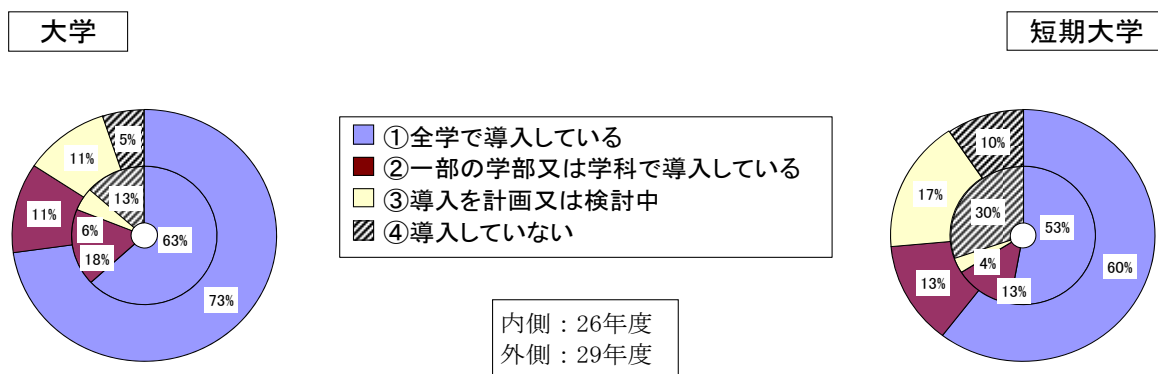 大学
短期大学
5%
11%
13%
11%
6%
63%
18%
73%
①全学で導入している
②一部の学部又は学科で導入している
③導入を計画又は検討中
④導入していない
内側：26年度
外側：29年度
10%
17%
30%
53%
4%
60%
13%
13%